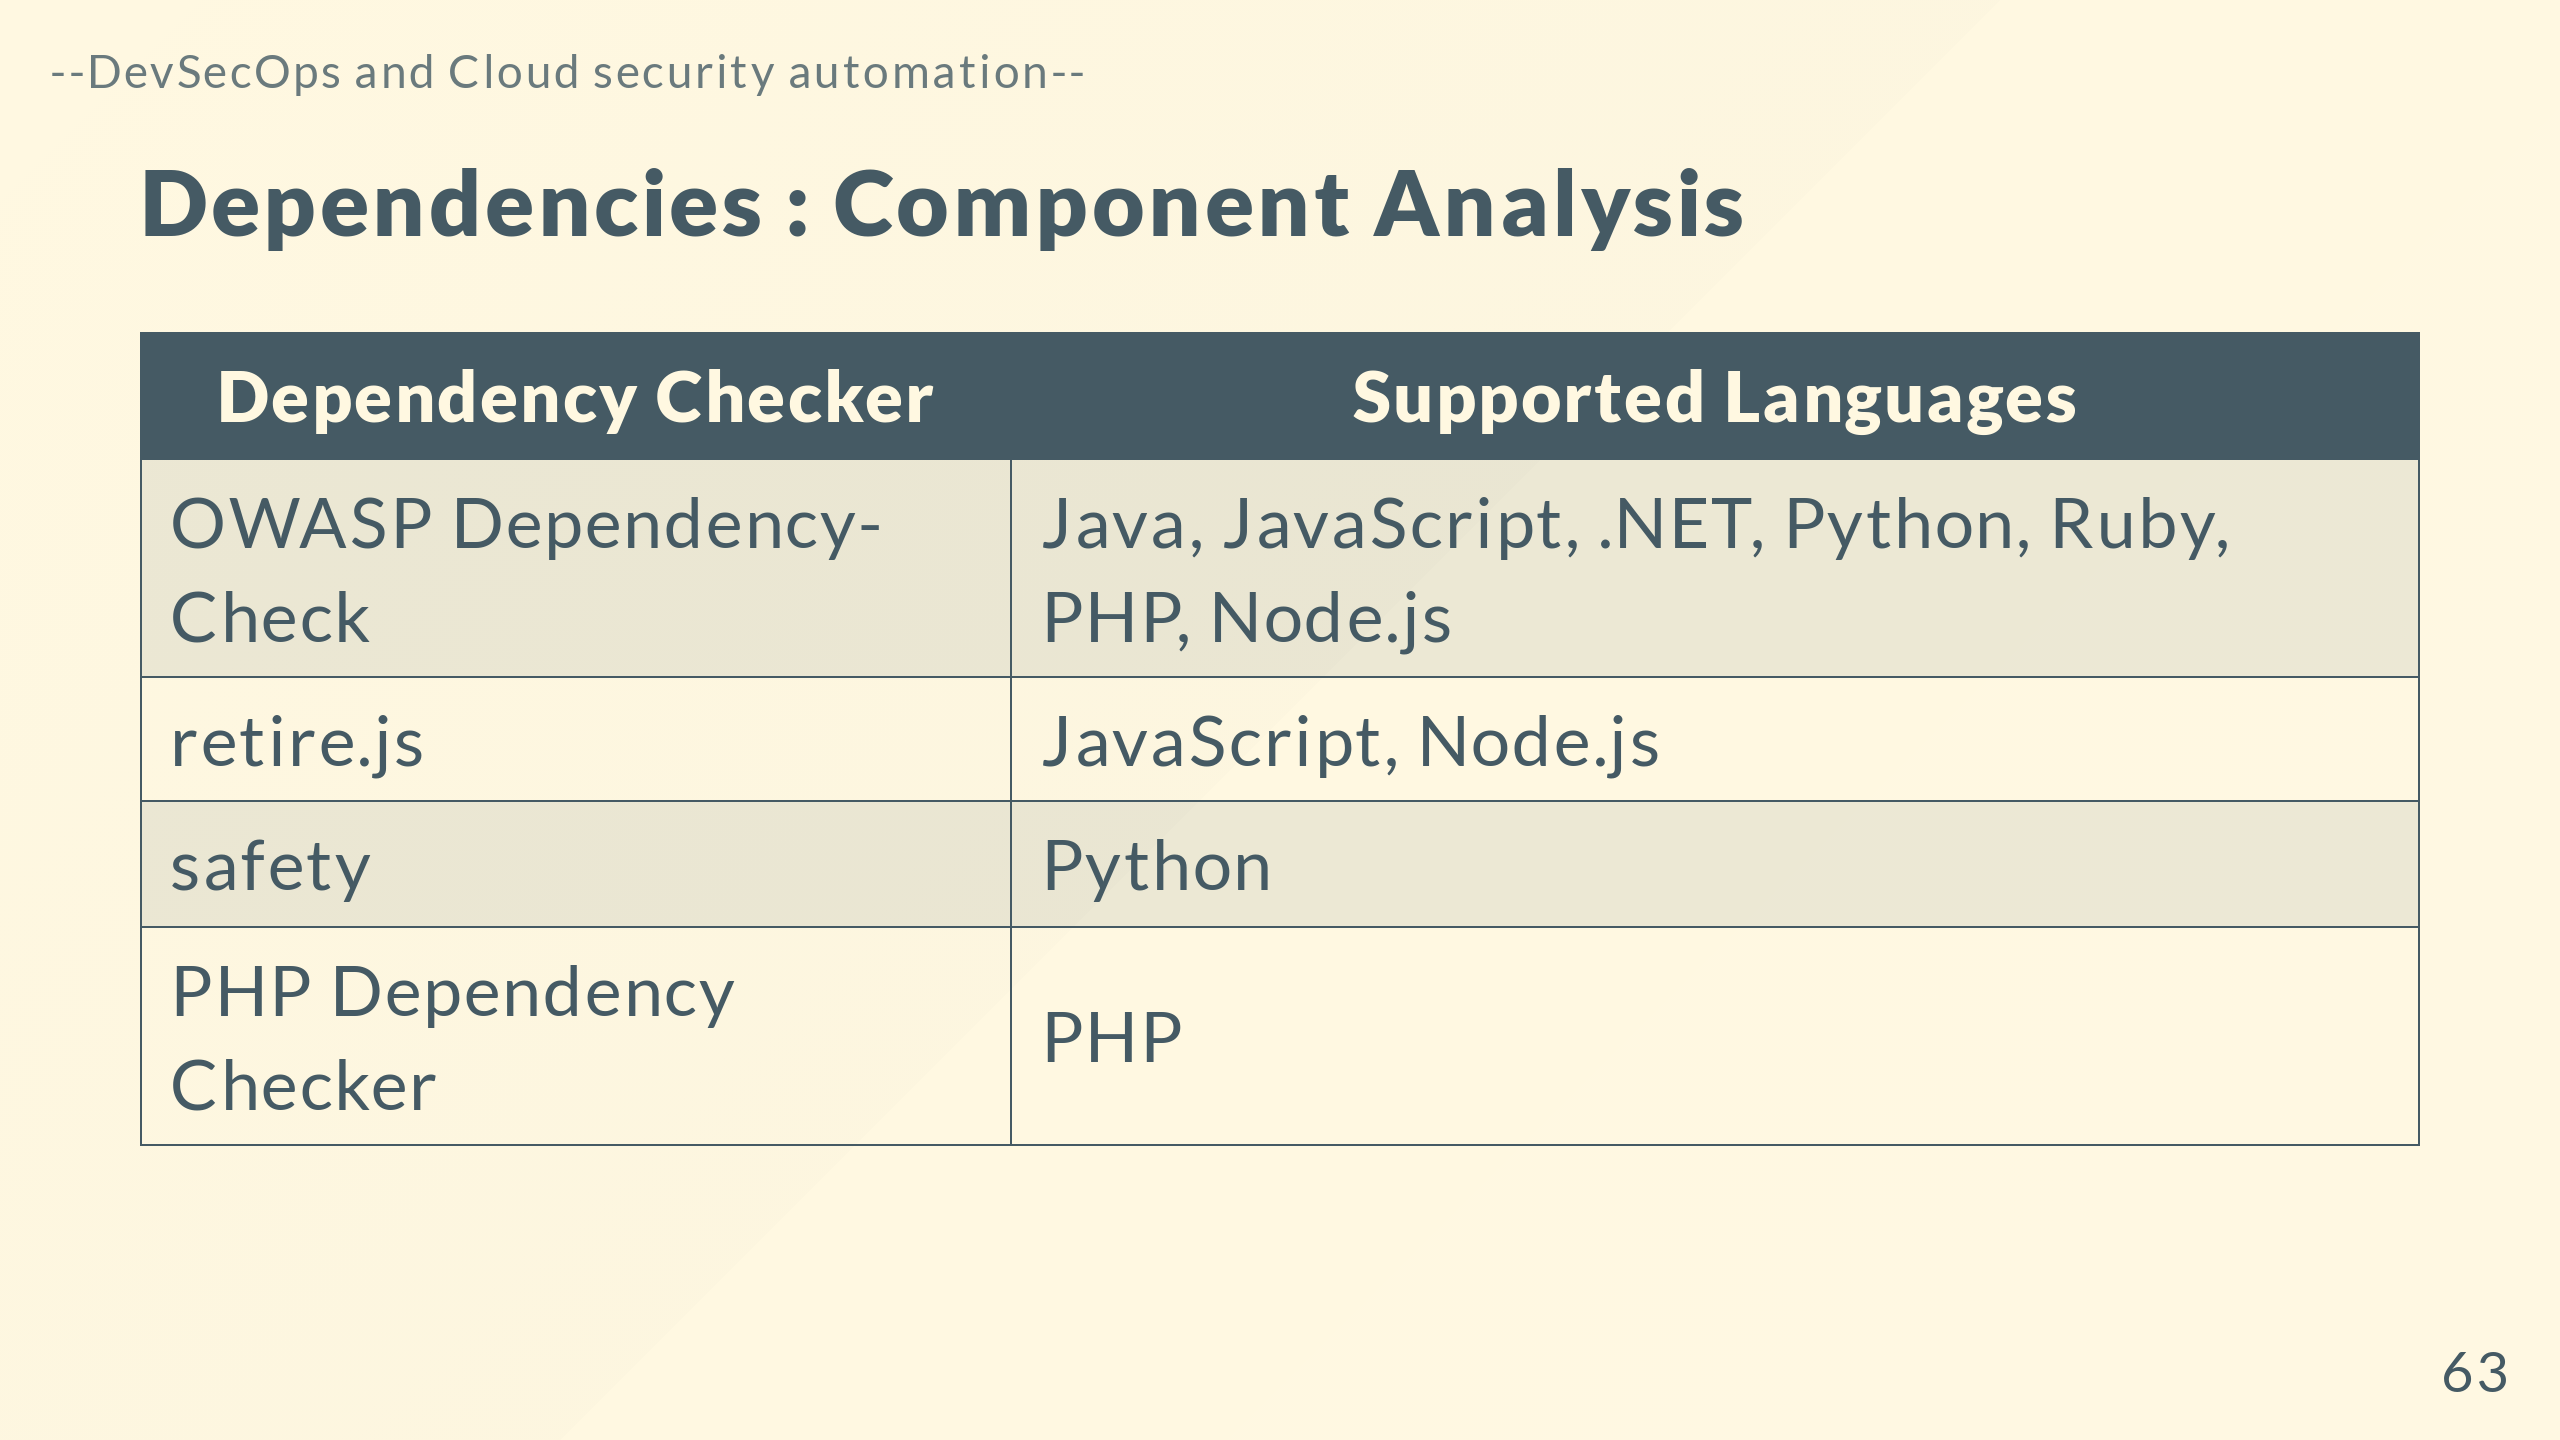 --DevSecOps and Cloud security automation--
Dependencies : Component Analysis
Dependency Checker
Supported Languages
OWASP Dependency-
Check
Java, JavaScript, .NET, Python, Ruby,
PHP, Node.js
retire.js
JavaScript, Node.js
safety
Python
PHP Dependency
Checker
PHP
63